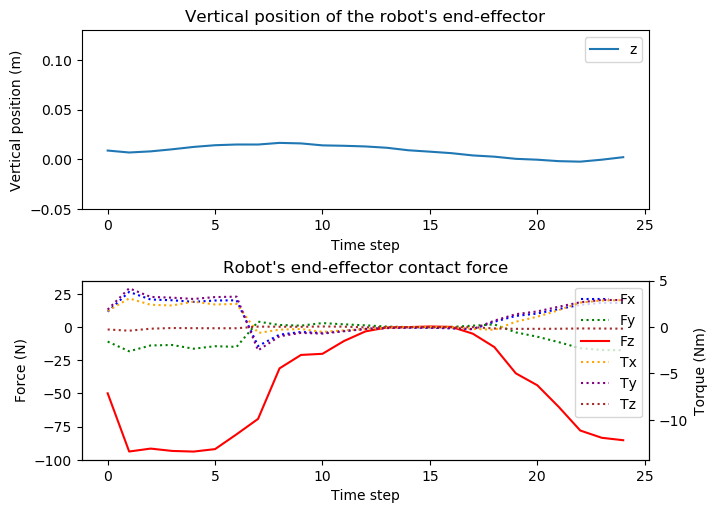 Vertical position of the robot's end-effector
Vertical position (m)
0.10
0.05
0.00
−0.05
z
0
5
10
15
20
25
Time step
Robot's end-effector contact force
Force (N)
25
0
−25
−50
−75
−100
Fx
Fy
Fz
Tx
Ty
Tz
5
0
−5
−10
Torque (Nm)
0
5
10
15
20
25
Time step